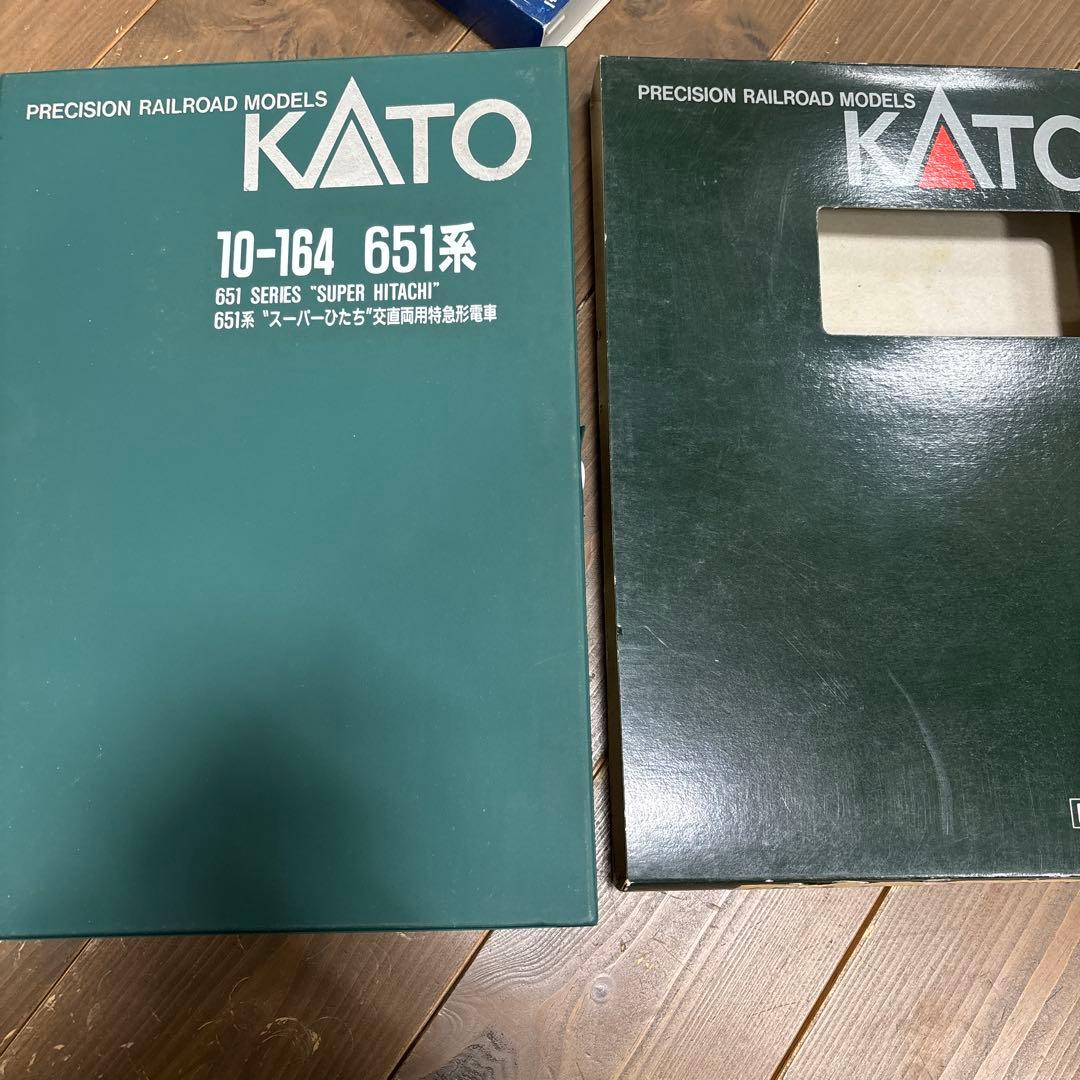 PRECISION RAILROAD MODELS
KATO
10-164 651系
651 SERIES "SUPER HITACHI"
651系 "スーパーひたち"交直両用特急形電車
PRECISION RAILROAD MODELS
KATO